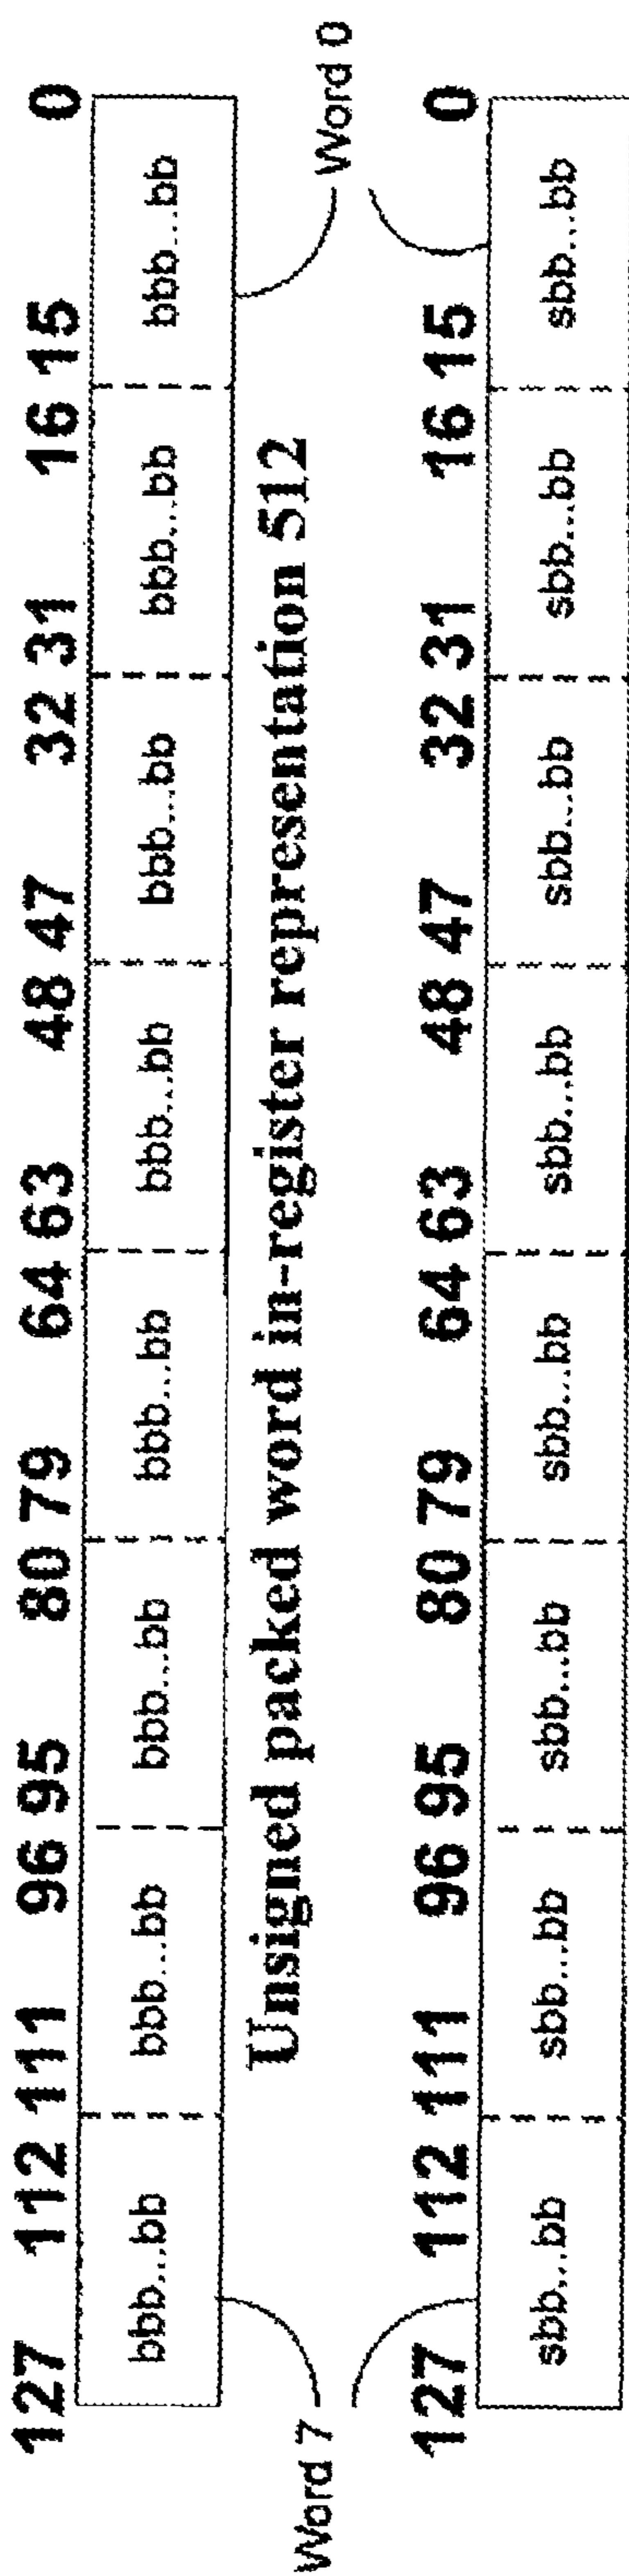 127 112 111 96 95 80 79 64 63 48 47 32 31 16 15 0
bbb...bb bbb...bb bbb...bb bbb...bb bbb...bb bbb...bb bbb...bb bbb...bb
Unsigned packed word in-register representation 512
Word 7 Word 0
127 112 111 96 95 80 79 64 63 48 47 32 31 16 15 0
sbb...bb sbb...bb sbb...bb sbb...bb sbb...bb sbb...bb sbb...bb sbb...bb